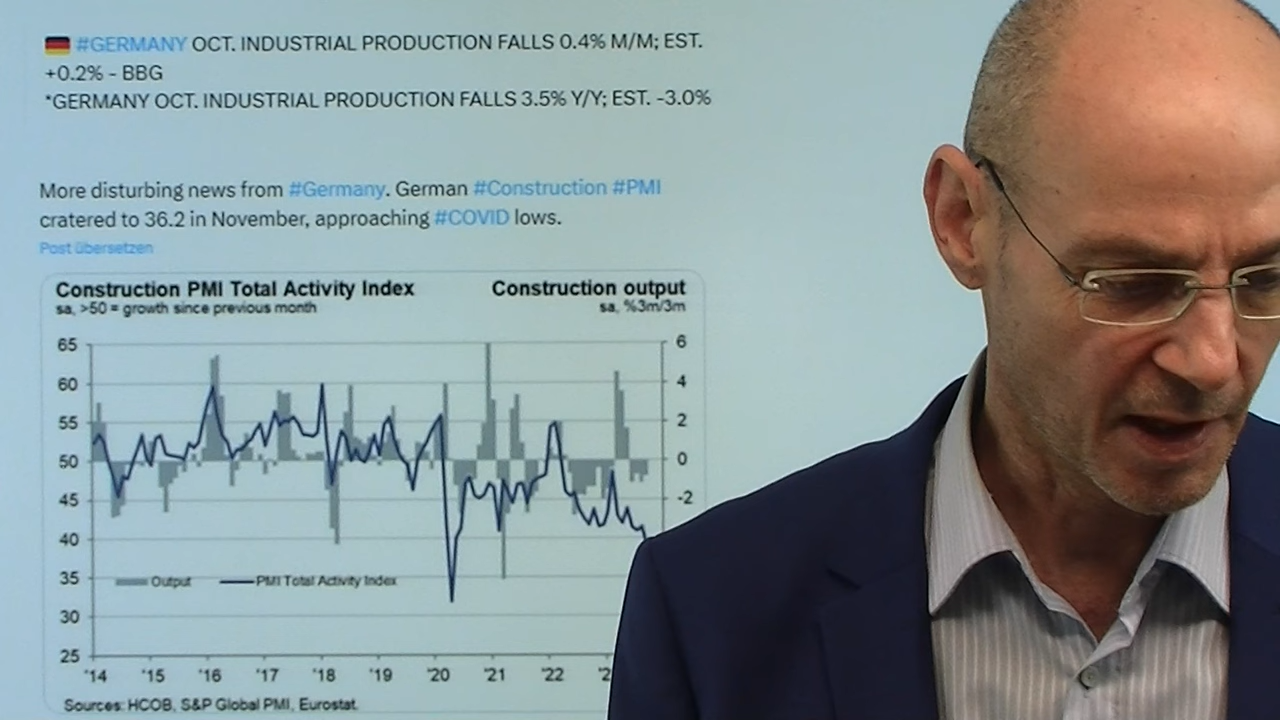 #GERMANY OCT. INDUSTRIAL PRODUCTION FALLS 0.4% M/M; EST.
+0.2% - BBG
*GERMANY OCT. INDUSTRIAL PRODUCTION FALLS 3.5% Y/Y; EST. -3.0%
More disturbing news from #Germany. German #Construction #PMI
cratered to 36.2 in November, approaching #COVID lows.
Post übersetzen
Construction PMI Total Activity Index Construction output
sa, >50 = growth since previous month sa, %3m/3m
65 6
60 4
55 2
50 0
45 -2
40
35
Output PMI Total Activity Index
30
25
'14 '15 '16 '17 '18 '19 '20 '21 '22
Sources: HCOB, S&P Global PMI, Eurostat.